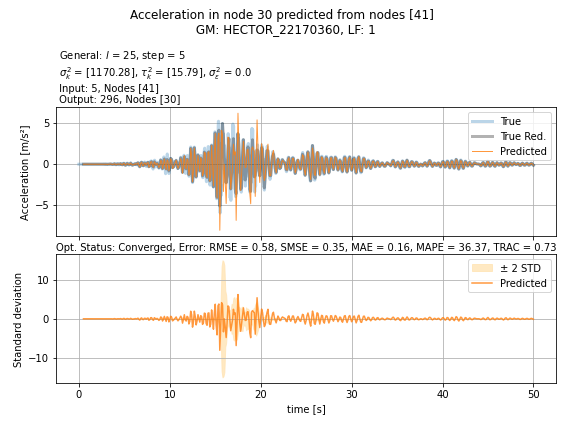 Acceleration in node 30 predicted from nodes [41]
GM: HECTOR_22170360, LF: 1
General: l = 25, step = 5
σ²ₖ = [1170.28], τ²ₖ = [15.79], σ²ε = 0.0
Input: 5, Nodes [41]
Output: 296, Nodes [30]
Acceleration [m/s²]
5
0
−5
True
True Red.
Predicted
Opt. Status: Converged, Error: RMSE = 0.58, SMSE = 0.35, MAE = 0.16, MAPE = 36.37, TRAC = 0.73
Standard deviation
10
0
−10
± 2 STD
Predicted
0 10 20 30 40 50
time [s]